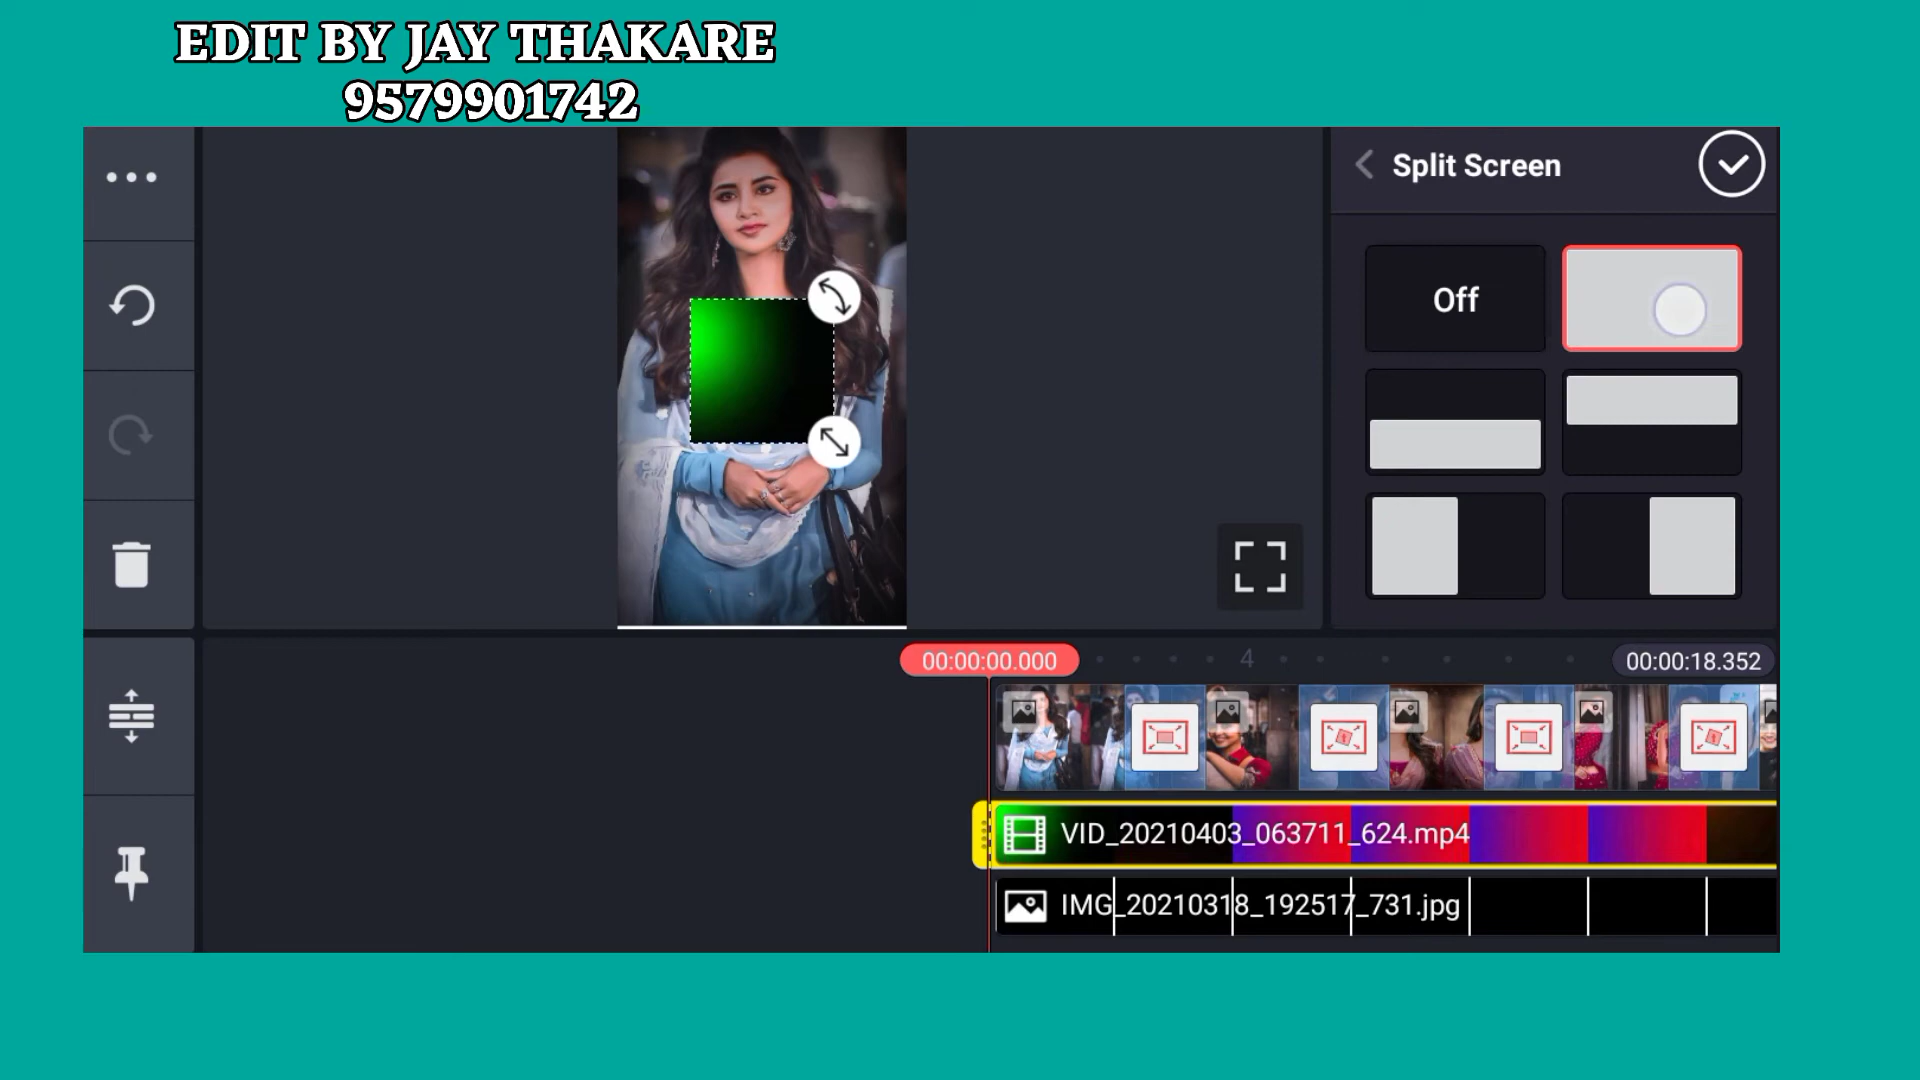 EDIT BY JAY THAKARE
9579901742
Split Screen
Off
00:00:00.000
4
00:00:18.352
VID_20210403_063711_624.mp4
IMG_20210318_192517_731.jpg